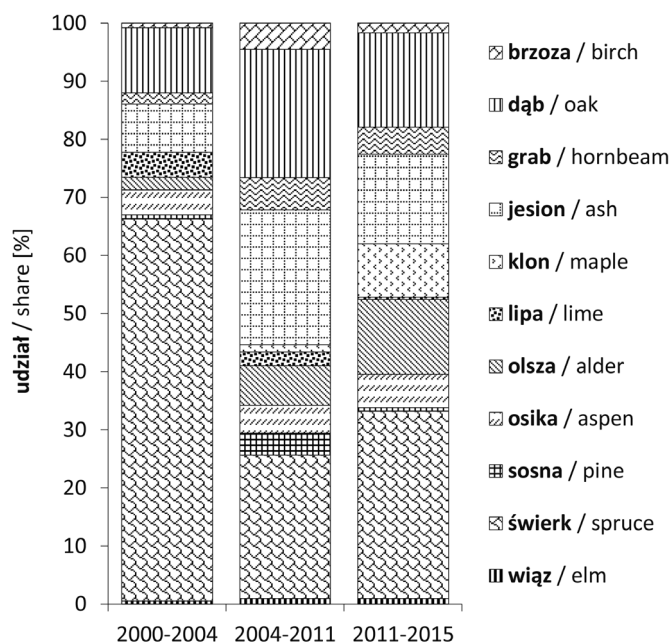 udział / share [%]
100
90
80
70
60
50
40
30
20
10
0
2000-2004 2004-2011 2011-2015
brzoza / birch
dąb / oak
grab / hornbeam
jesion / ash
klon / maple
lipa / lime
olsza / alder
osika / aspen
sosna / pine
świerk / spruce
wiąz / elm